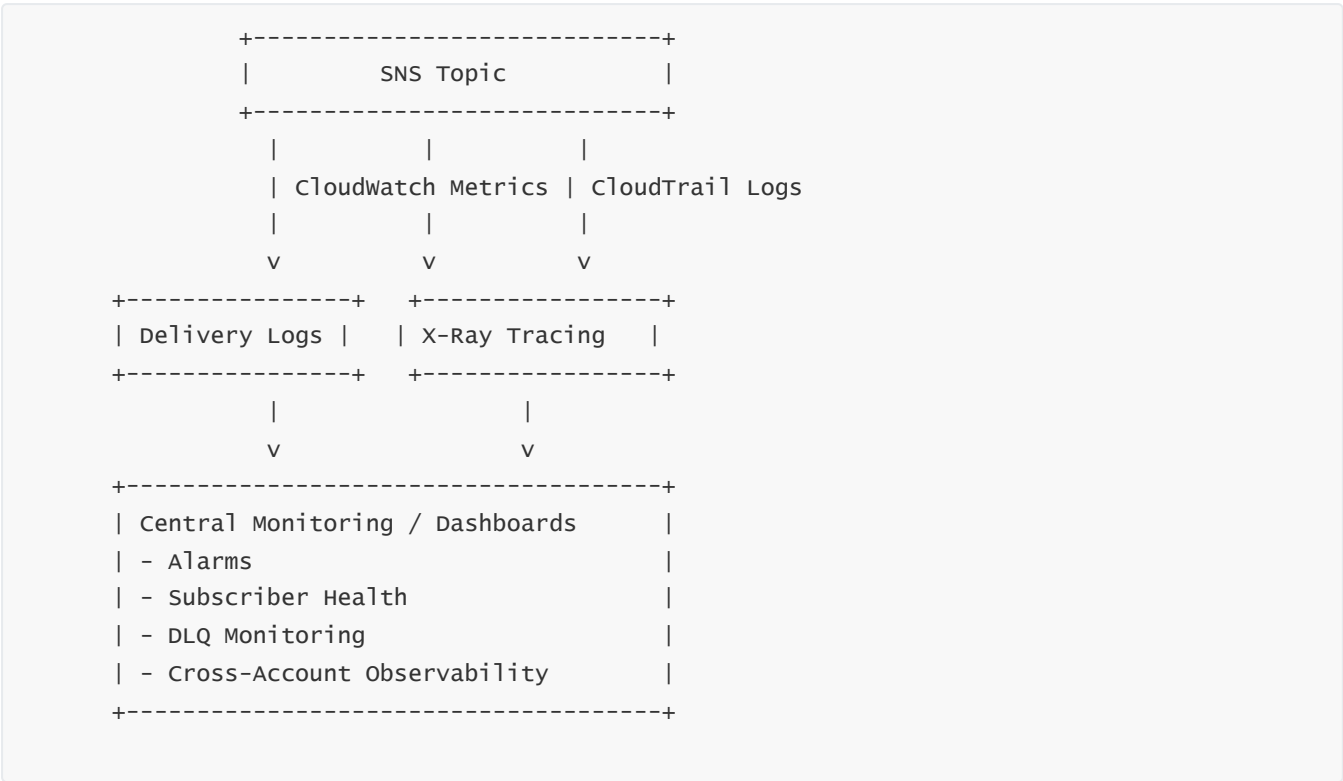 +-----------------------------+
|         SNS Topic           |
+-----------------------------+
|          |          |
| CloudWatch Metrics | CloudTrail Logs
|          |          |
v          v          v
+----------------+   +-----------------+
| Delivery Logs |   | X-Ray Tracing   |
+----------------+   +-----------------+
|                 |
v                 v
+--------------------------------------+
| Central Monitoring / Dashboards      |
| - Alarms                             |
| - Subscriber Health                  |
| - DLQ Monitoring                     |
| - Cross-Account Observability        |
+--------------------------------------+